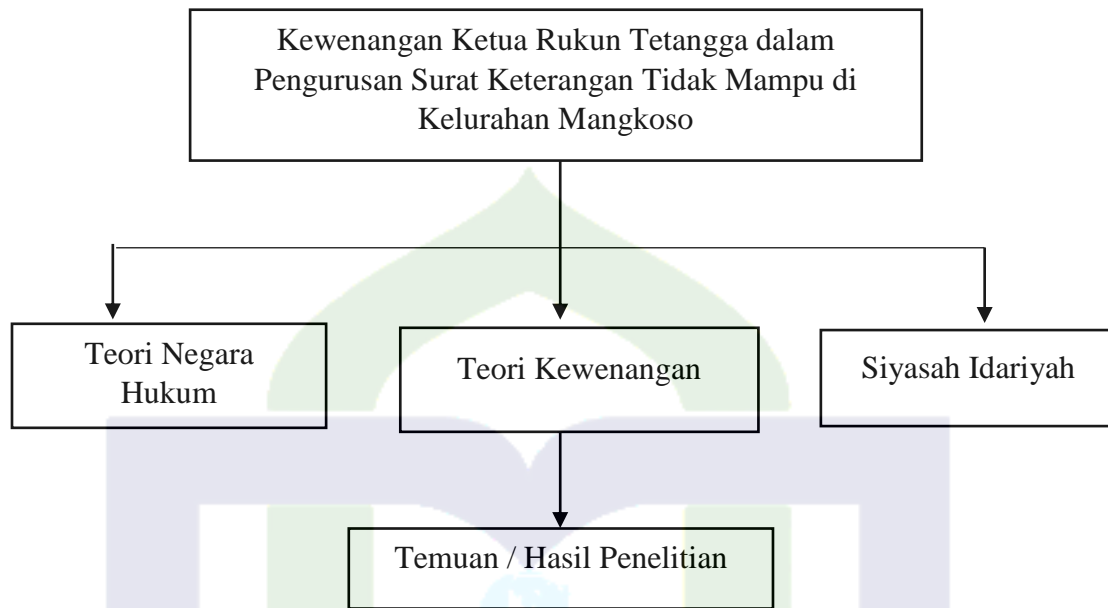 Kewenangan Ketua Rukun Tetangga dalam
Pengurusan Surat Keterangan Tidak Mampu di
Kelurahan Mangkoso
Teori Negara
Hukum
Teori Kewenangan
Siyasah Idariyah
Temuan / Hasil Penelitian